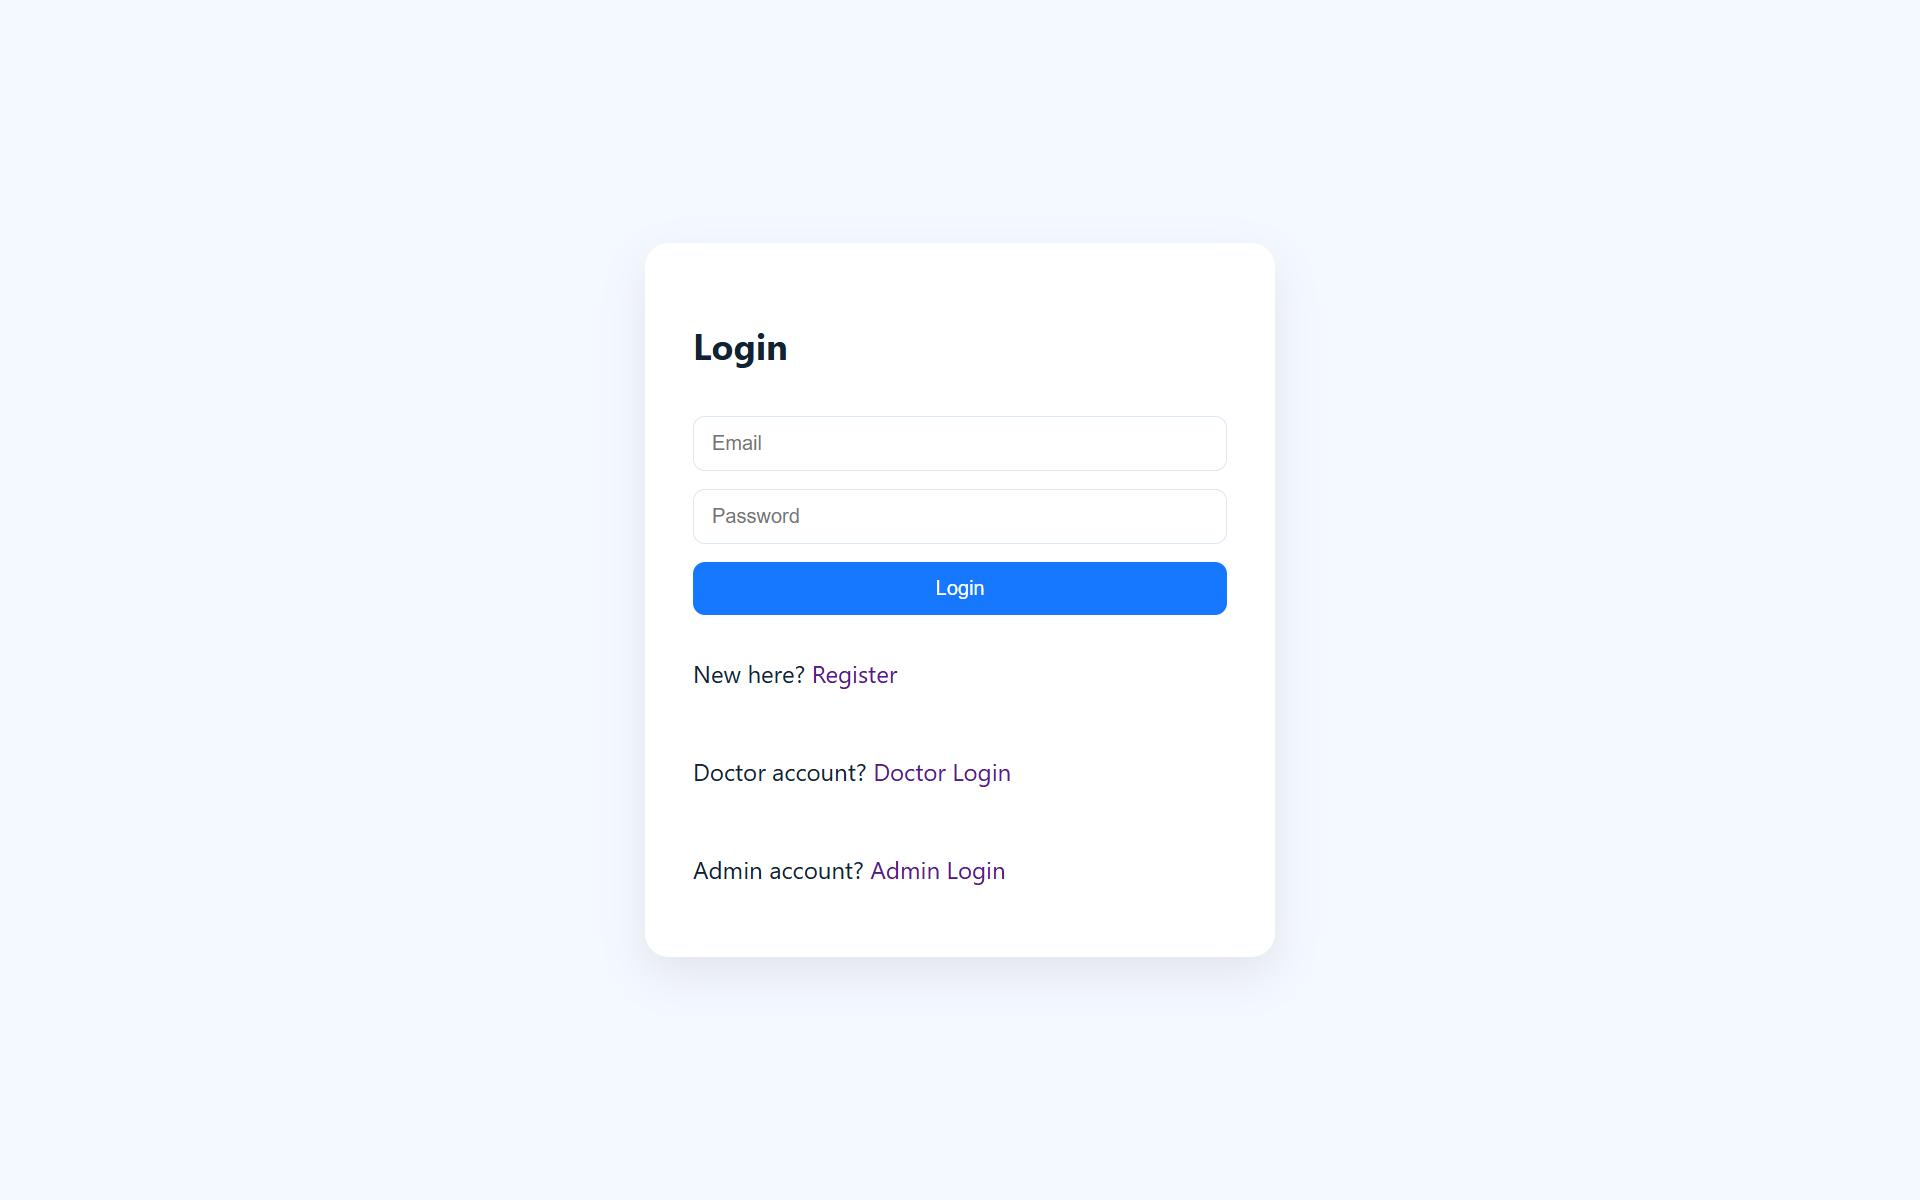 Login
Email
Password
Login
New here? Register
Doctor account? Doctor Login
Admin account? Admin Login